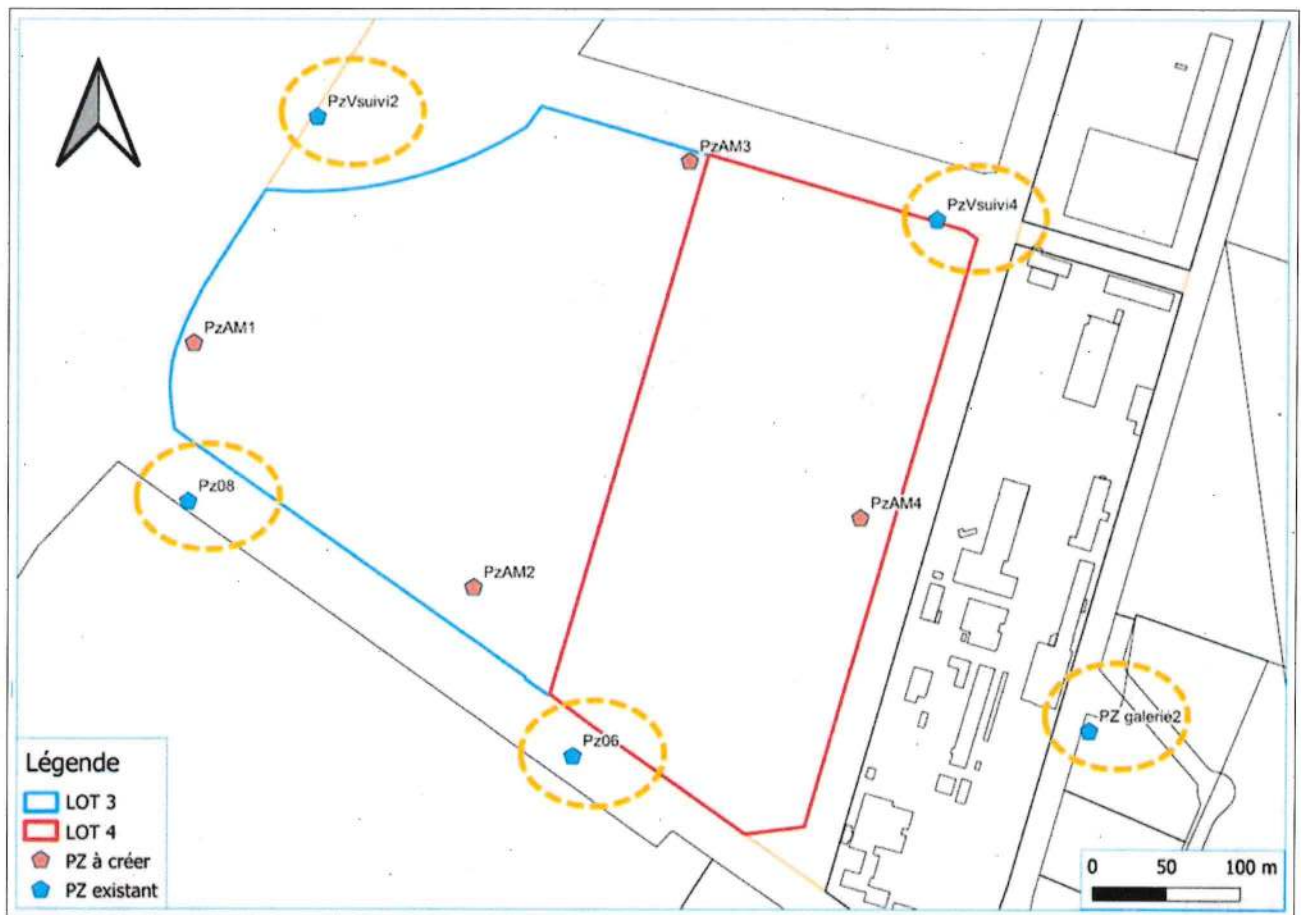 PzVsuivi2
PzAM3
PzVsuivi4
PzAM1
Pz08
PzAM4
PzAM2
Pz06
PZ galerie2
Légende
LOT 3
LOT 4
PZ à créer
PZ existant
0 50 100 m